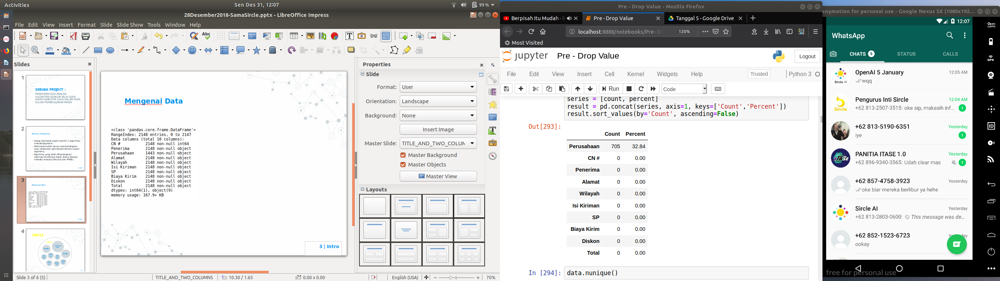 Activities
Sen Des 31, 12:07
99 %
28Desember2018-SamaSircle.pptx - LibreOffice Impress
File Edit View Insert Format Slide Slide Show Tools Window Help
Slides
1
SEBUAH PROJECT :
PENERAPAN DAN ANALISA
ALGORITMA SEBAGAI NILAI UJIAN
AKHIR SEMESTER (UAS) DALAM MATA
KULIAH PEMBELAJARAN MESIN
2
Batasan Pengerjaan
Setiap kelompok wajib memilih 2 algoritma/
metode/approach.
Mahasiswa boleh hanya membandingkan
atau melakukan optimasi/kombinasi anatar
algoritma.
Algortima yang telah dibandingkan/
optimasi/kombinasi dapat diukur dengan
metode/ evaluasi (Akurasi dan RMSE).
3
Mengenai Data
4
SIRCLE
Mengenai Data
<class 'pandas.core.frame.DataFrame'>
RangeIndex: 2148 entries, 0 to 2147
Data columns (total 10 columns):
CN # 2148 non-null int64
Penerima 2148 non-null object
Perusahaan 1443 non-null object
Alamat 2148 non-null object
Wilayah 2148 non-null object
Isi Kiriman 2148 non-null object
SP 2148 non-null object
Biaya Kirim 2148 non-null object
Diskon 2148 non-null object
Total 2148 non-null object
dtypes: int64(1), object(9)
memory usage: 167.9+ KB
3 | Intro
Properties
Slide
Format: User
Orientation: Landscape
Background: None
Insert Image
Master Slide: TITLE_AND_TWO_COLUM
Master Background
Master Objects
Master View
Layouts
Slide 3 of 6 (5)
TITLE_AND_TWO_COLUMNS
10.30 / 1.65
0.00 x 0.00
English (USA)
70%
Pre - Drop Value - Mozilla Firefox
Berpisah Itu Mudah - R
Pre - Drop Value
Tanggal 5 - Google Drive
localhost:8888/notebooks/Pre - D
120%
Most Visited
jupyter Pre - Drop Value
Logout
File Edit View Insert Cell Kernel Widgets Help
Trusted
Python 3
Run
Code
series = [count, percent]
result = pd.concat(series, axis=1, keys=['Count','Percent'])
result.sort_values(by='Count', ascending=False)
Out[293]:
Count Percent
Perusahaan 705 32.84
CN # 0 0.00
Penerima 0 0.00
Alamat 0 0.00
Wilayah 0 0.00
Isi Kiriman 0 0.00
SP 0 0.00
Biaya Kirim 0 0.00
Diskon 0 0.00
Total 0 0.00
In [294]: data.nunique()
enymotion for personal use - Google Nexus 5X (1080x192...
12:07
WhatsApp
CHATS 5 STATUS CALLS
OpenAI 5 January 12:05 AM
wqq
Sircle AI
Pengurus Inti Sircle 12:04 AM
+62 813-2507-3515: oke sip, makasih inf... 1
Sircle
+62 813-5190-6351 Yesterday
iye 1
PANITIA ITASE 1.0 Yesterday
+62 896-9340-3565: Udah clear mas 1
ITASE
+62 857-4758-3923 Yesterday
oke biar mereka berlibur ya hehe
Sircle AI Yesterday
+62 813-2803-0600: This message was de...
+62 852-1523-6723
ookay
free for personal use
OPEN
GAPPS
GPS
ID